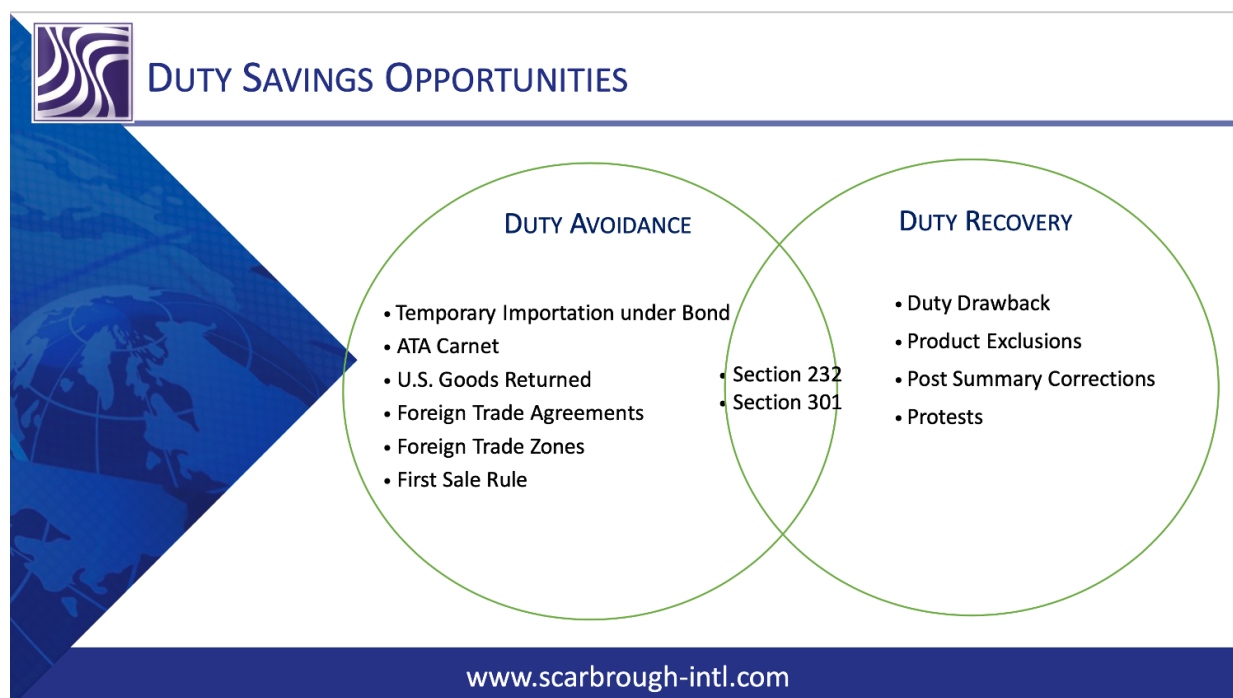 DUTY SAVINGS OPPORTUNITIES
DUTY AVOIDANCE
• Temporary Importation under Bond
• ATA Carnet
• U.S. Goods Returned
• Foreign Trade Agreements
• Foreign Trade Zones
• First Sale Rule
• Section 232
• Section 301
DUTY RECOVERY
• Duty Drawback
• Product Exclusions
• Post Summary Corrections
• Protests
www.scarbrough-intl.com